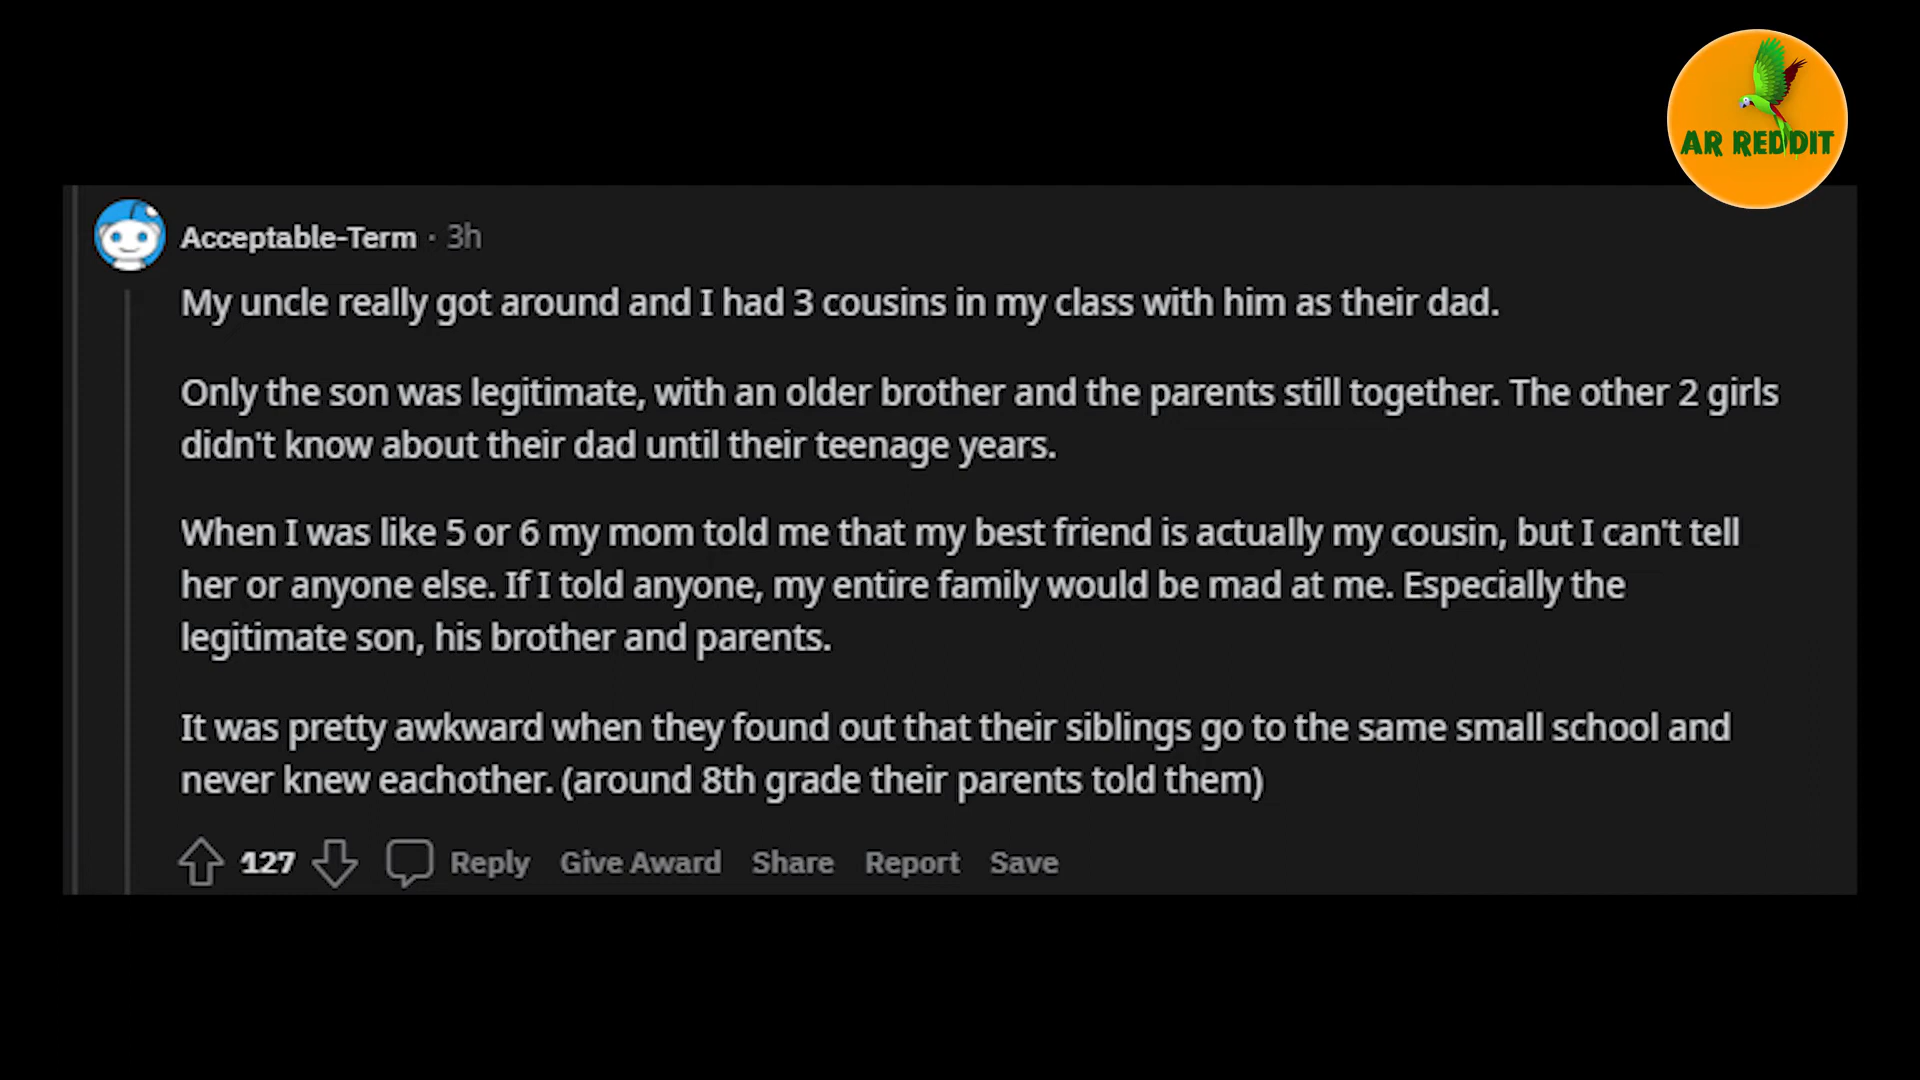 AR REDDIT
Acceptable-Term · 3h
My uncle really got around and I had 3 cousins in my class with him as their dad.
Only the son was legitimate, with an older brother and the parents still together. The other 2 girls
didn't know about their dad until their teenage years.
When I was like 5 or 6 my mom told me that my best friend is actually my cousin, but I can't tell
her or anyone else. If I told anyone, my entire family would be mad at me. Especially the
legitimate son, his brother and parents.
It was pretty awkward when they found out that their siblings go to the same small school and
never knew eachother. (around 8th grade their parents told them)
127 Reply Give Award Share Report Save